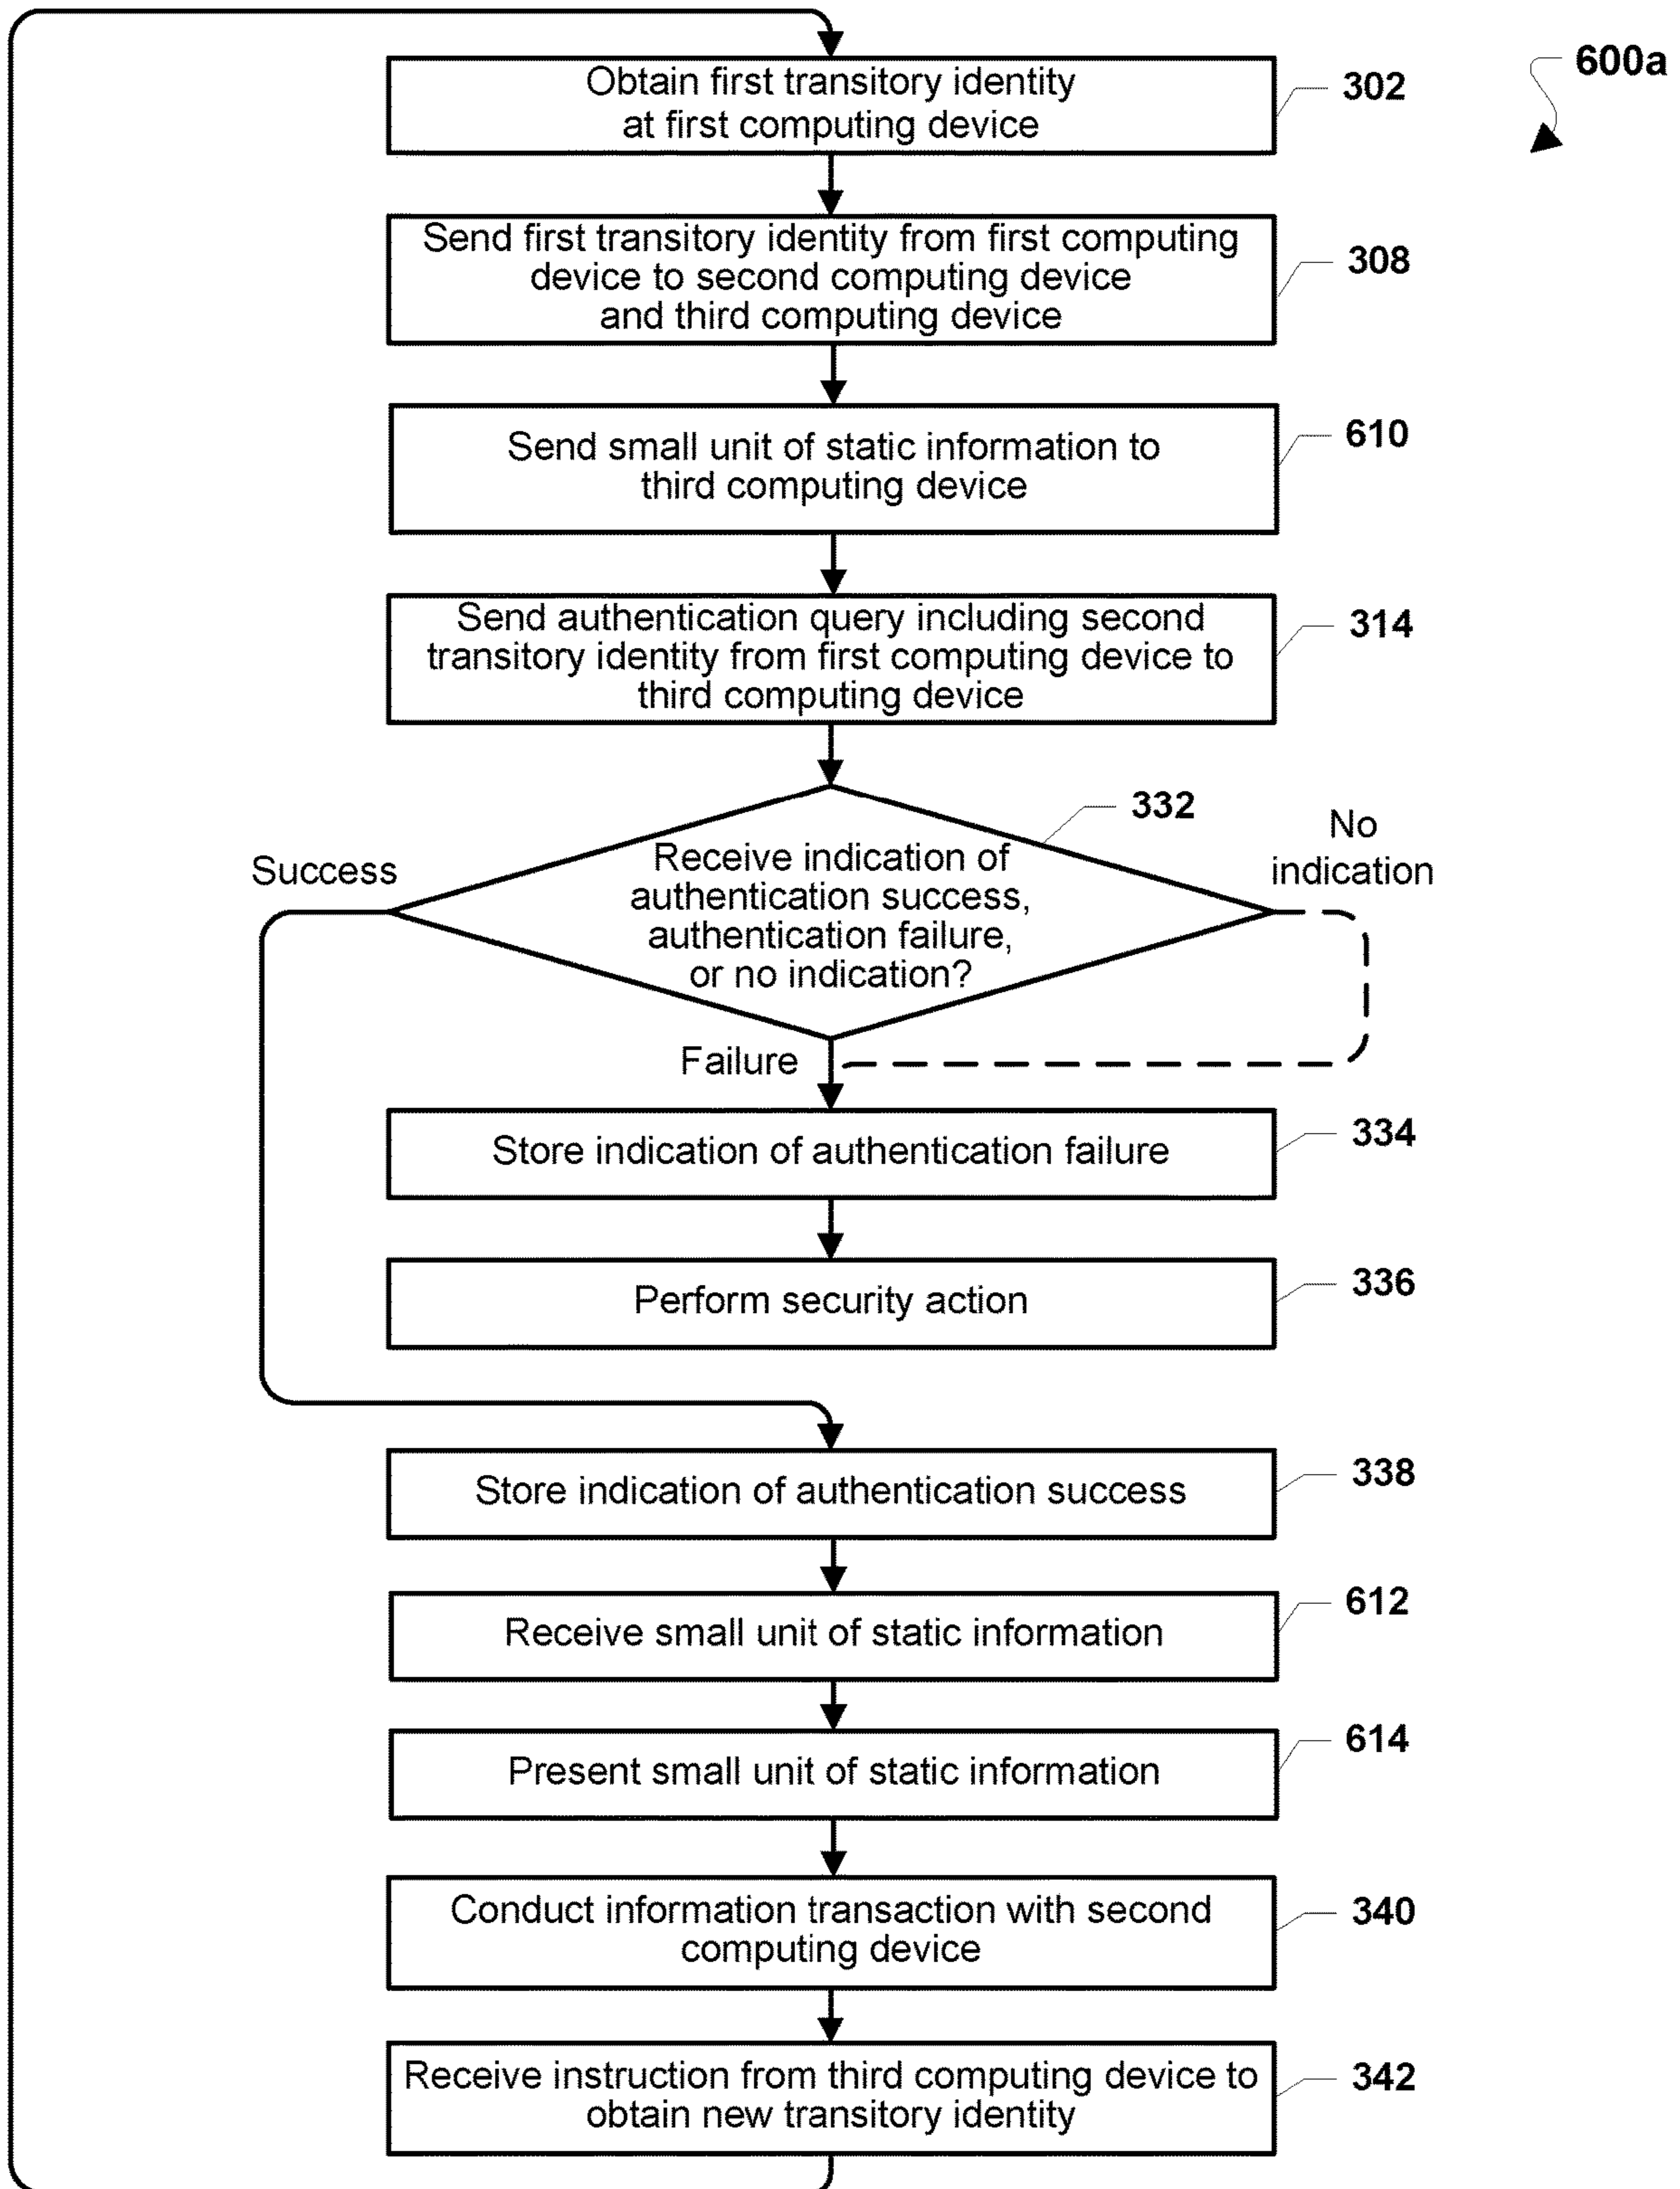 600a
Obtain first transitory identity
at first computing device
302
Send first transitory identity from first computing
device to second computing device
and third computing device
308
Send small unit of static information to
third computing device
610
Send authentication query including second
transitory identity from first computing device to
third computing device
314
332
Receive indication of
authentication success,
authentication failure,
or no indication?
Success
No
indication
Failure
Store indication of authentication failure
334
Perform security action
336
Store indication of authentication success
338
Receive small unit of static information
612
Present small unit of static information
614
Conduct information transaction with second
computing device
340
Receive instruction from third computing device to
obtain new transitory identity
342